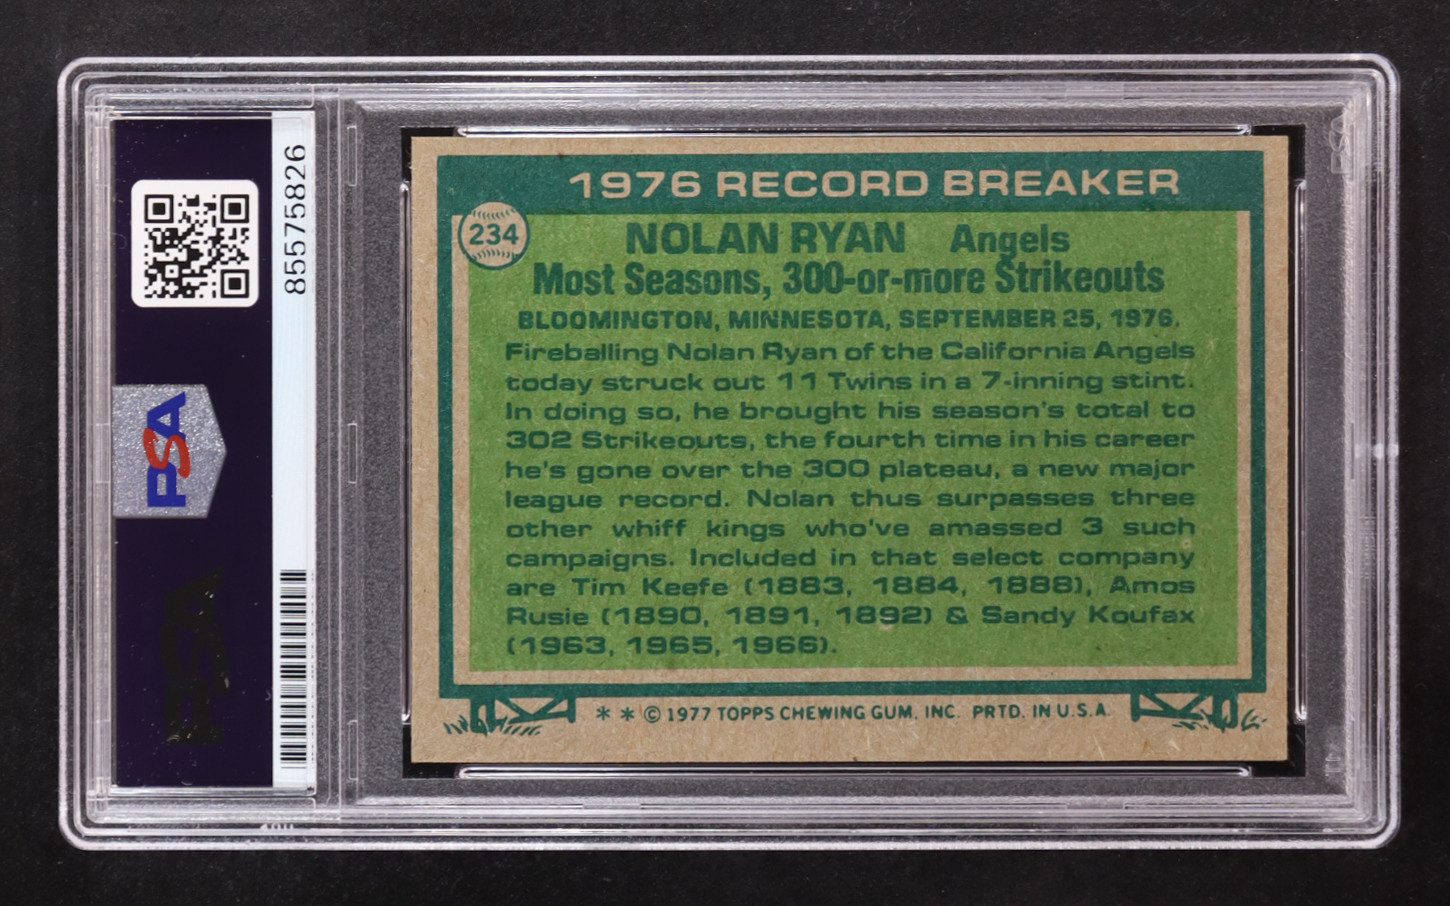 85575826
PSA
PSA
1976 RECORD BREAKER
234
NOLAN RYAN Angels
Most Seasons, 300-or-more Strikeouts
BLOOMINGTON, MINNESOTA, SEPTEMBER 25, 1976.
Fireballing Nolan Ryan of the California Angels
today struck out 11 Twins in a 7-inning stint.
In doing so, he brought his season's total to
302 Strikeouts, the fourth time in his career
he's gone over the 300 plateau, a new major
league record. Nolan thus surpasses three
other whiff kings who've amassed 3 such
campaigns. Included in that select company
are Tim Keefe (1883, 1884, 1888), Amos
Rusie (1890, 1891, 1892) & Sandy Koufax
(1963, 1965, 1966).
* * © 1977 TOPPS CHEWING GUM, INC. PRTD. IN U.S.A.